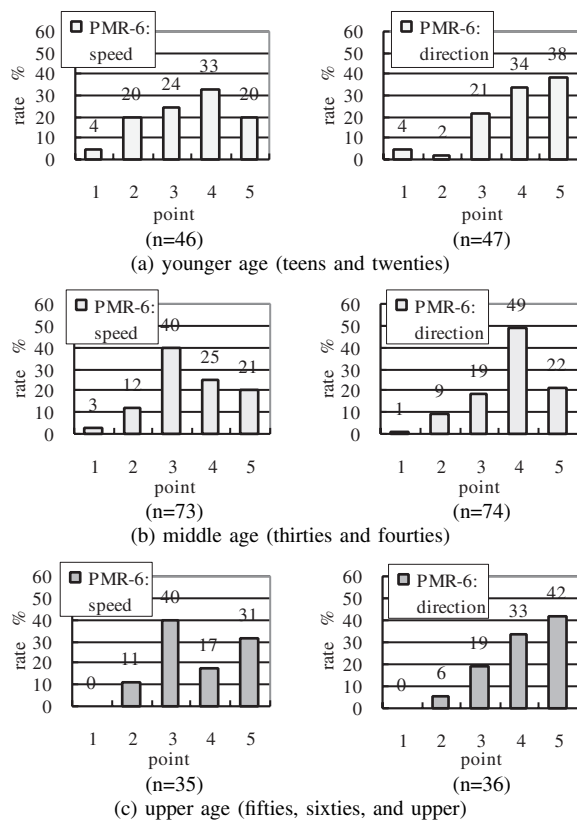 PMR-6:
speed
rate %
60
50
40
30
20
10
0
4
20
24
33
20
1 2 3 4 5
point
(n=46)
PMR-6:
direction
rate %
60
50
40
30
20
10
0
4
2
21
34
38
1 2 3 4 5
point
(n=47)
(a) younger age (teens and twenties)
PMR-6:
speed
rate %
60
50
40
30
20
10
0
3
12
40
25
21
1 2 3 4 5
point
(n=73)
PMR-6:
direction
rate %
60
50
40
30
20
10
0
1
9
19
49
22
1 2 3 4 5
point
(n=74)
(b) middle age (thirties and fourties)
PMR-6:
speed
rate %
60
50
40
30
20
10
0
0
11
40
17
31
1 2 3 4 5
point
(n=35)
PMR-6:
direction
rate %
60
50
40
30
20
10
0
0
6
19
33
42
1 2 3 4 5
point
(n=36)
(c) upper age (fifties, sixties, and upper)